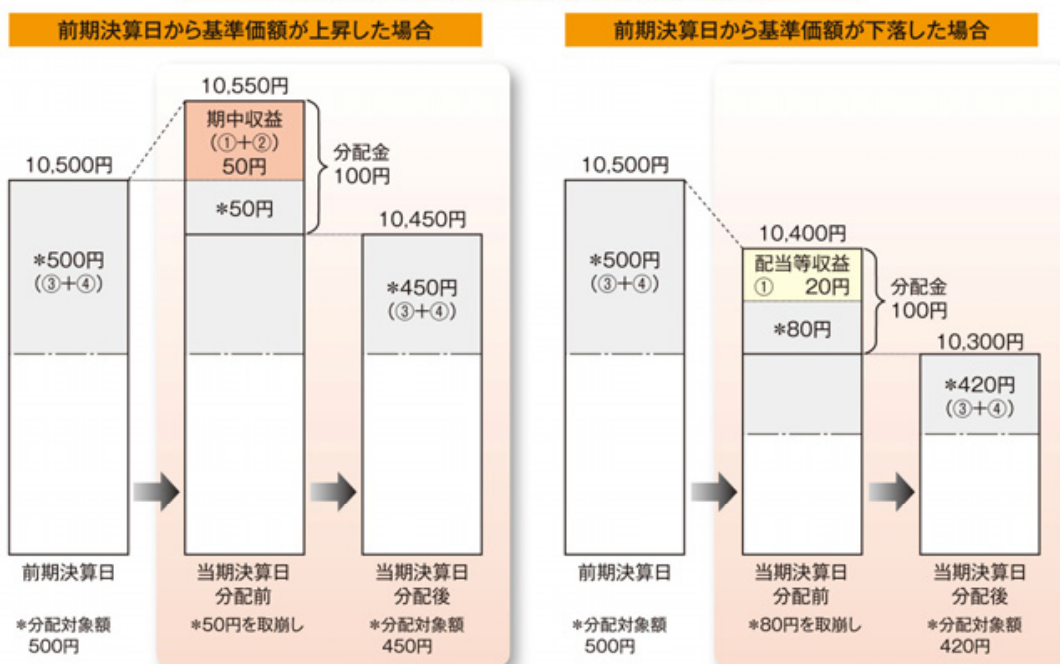 前期決算日から基準価額が上昇した場合
10,550円
期中収益
(①+②)
50円
分配金
100円
10,500円
*50円
10,450円
*500円
(③+④)
*450円
(③+④)
前期決算日
当期決算日
分配前
当期決算日
分配後
*分配対象額
500円
*50円を取崩し
*分配対象額
450円
前期決算日から基準価額が下落した場合
10,500円
10,400円
*500円
(③+④)
配当等収益
① 20円
分配金
100円
*80円
10,300円
*420円
(③+④)
前期決算日
当期決算日
分配前
当期決算日
分配後
*分配対象額
500円
*80円を取崩し
*分配対象額
420円